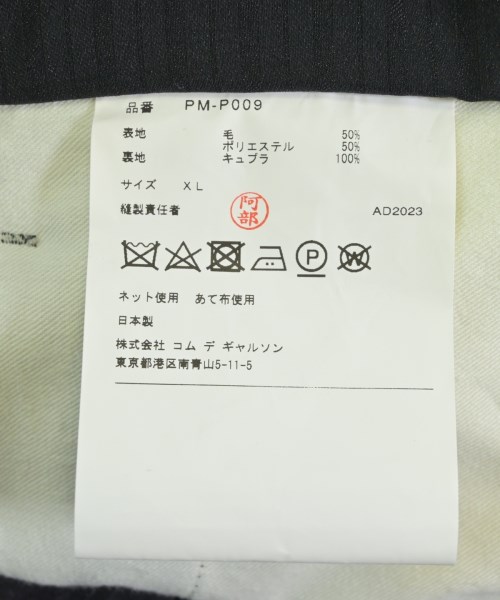 品番 PM-P009
表地 毛 50%
ポリエステル 50%
裏地 キュプラ 100%
サイズ XL
縫製責任者 阿部 AD2023
P W
ネット使用 あて布使用
日本製
株式会社 コム デ ギャルソン
東京都港区南青山5-11-5